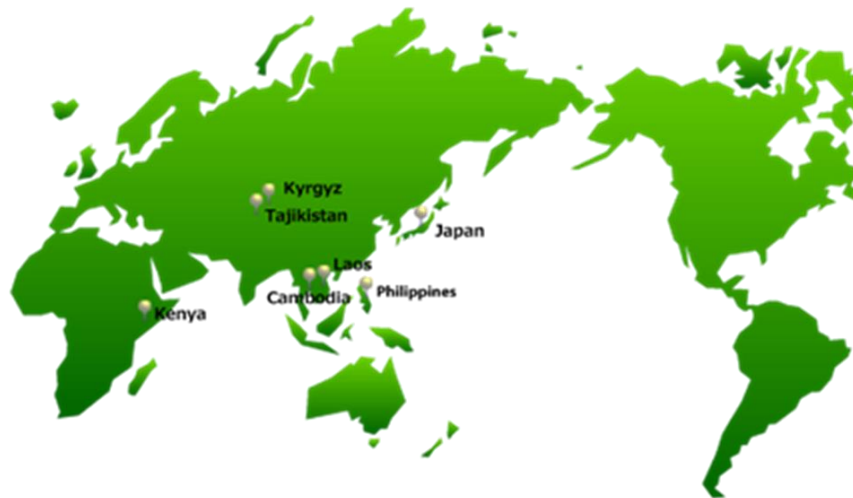 Kyrgyz
Tajikistan
Japan
Laos
Cambodia
Philippines
Kenya